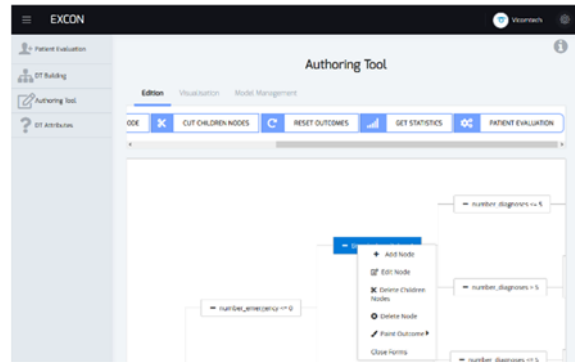 EXCON
Vicomtech
Patient Evaluation
DT Building
Authoring Tool
DT Attributes
Authoring Tool
Edition Visualisation Model Management
ODE CUT CHILDREN NODES RESET OUTCOMES GET STATISTICS PATIENT EVALUATION
number_diagnoses <= 5
Add Node
Edit Node
Delete Children
Nodes
number_diagnoses > 5
number_emergency <= 0
Delete Node
Paint Outcome
Close Forms
number_diagnoses <= 5